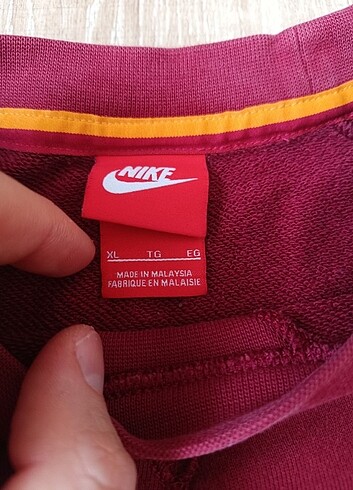 NIKE
XL TG EG
MADE IN MALAYSIA
FABRIQUE EN MALAISIE